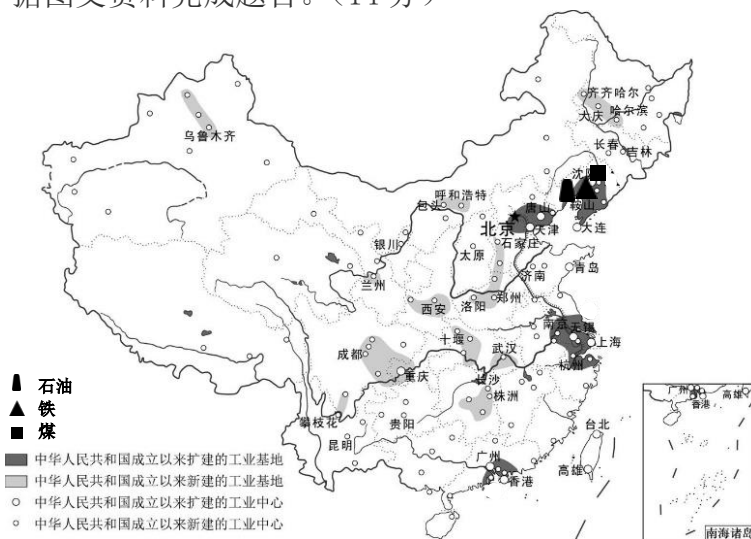 据图文资料完成题目。（11分）
齐齐哈尔
大庆
哈尔滨
长春
吉林
乌鲁木齐
呼和浩特
包头
鞍山
唐山
北京
天津
大连
银川
石家庄
太原
济南
青岛
兰州
西安
洛阳
郑州
南京
无锡
上海
十堰
成都
武汉
杭州
重庆
长沙
株洲
攀枝花
贵阳
昆明
台北
广州
香港
高雄
广州
香港
高雄
南海诸岛
石油
铁
煤
中华人民共和国成立以来扩建的工业基地
中华人民共和国成立以来新建的工业基地
中华人民共和国成立以来扩建的工业中心
中华人民共和国成立以来新建的工业中心